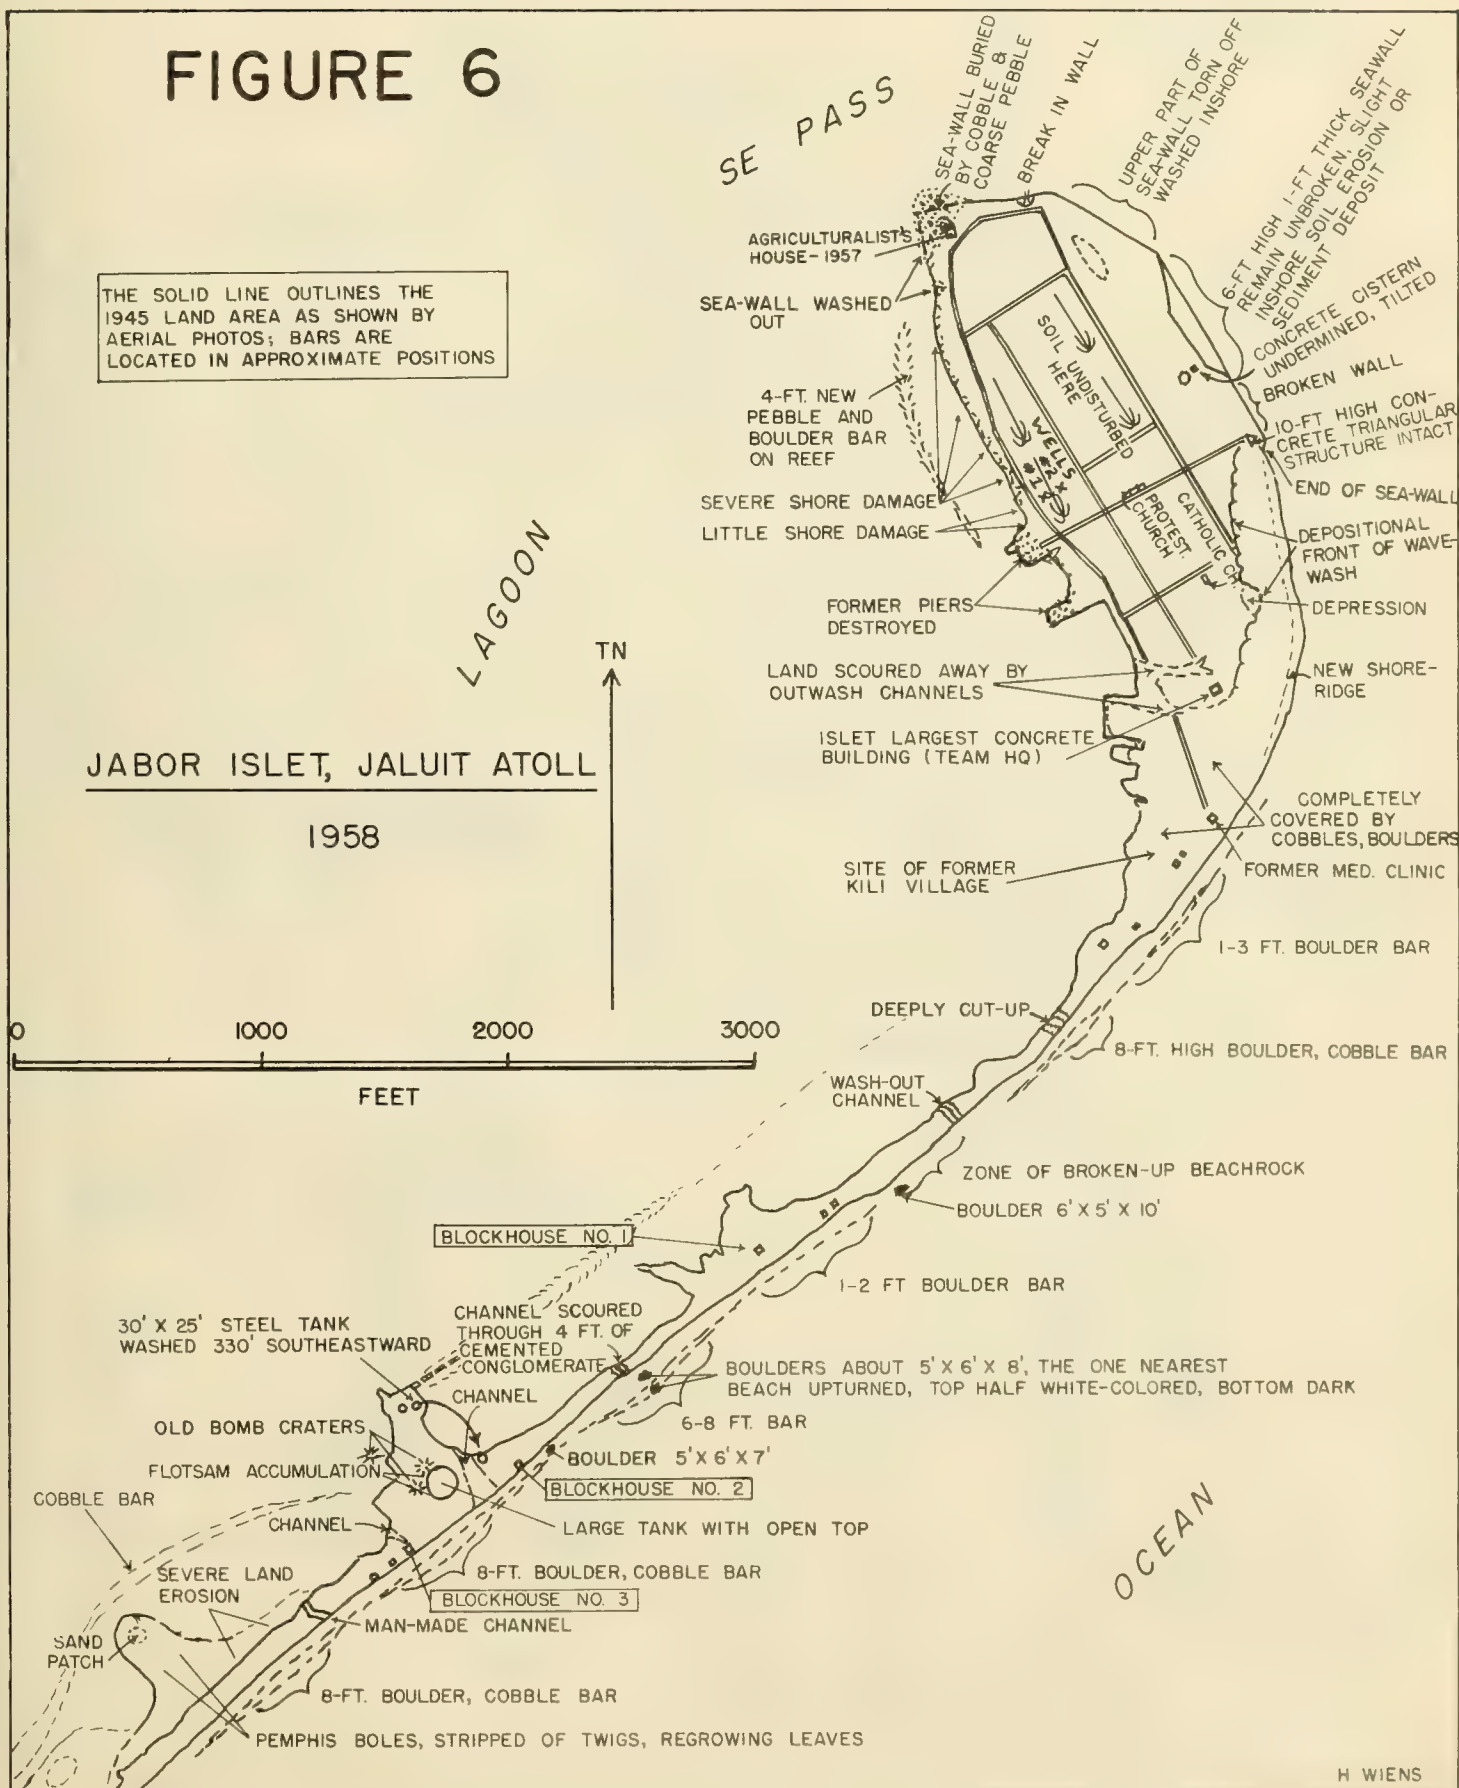 FIGURE 6
SE PASS
SEA-WALL BURIED
BY COBBLE &
COARSE PEBBLE
BREAK IN WALL
UPPER PART OF
SEA-WALL TORN OFF
WASHED INSHORE
6-FT HIGH 1-FT THICK SEAWALL
REMAIN UNBROKEN, SLIGHT
INSHORE SOIL EROSION OR
SEDIMENT DEPOSIT
AGRICULTURALIST'S
HOUSE-1957
THE SOLID LINE OUTLINES THE
1945 LAND AREA AS SHOWN BY
AERIAL PHOTOS; BARS ARE
LOCATED IN APPROXIMATE POSITIONS
SEA-WALL WASHED
OUT
CONCRETE CISTERN
UNDERMINED, TILTED
BROKEN WALL
SOIL UNDISTURBED
HERE
4-FT. NEW
PEBBLE AND
BOULDER BAR
ON REEF
10-FT HIGH CON-
CRETE TRIANGULAR
STRUCTURE INTACT
WELLS
#2 X
#1 X
SEVERE SHORE DAMAGE
LITTLE SHORE DAMAGE
END OF SEA-WALL
PROTEST.
CHURCH
CATHOLIC CH.
DEPOSITIONAL
FRONT OF WAVE-
WASH
LAGOON
FORMER PIERS
DESTROYED
DEPRESSION
TN
LAND SCOURED AWAY BY
OUTWASH CHANNELS
NEW SHORE-
RIDGE
ISLET LARGEST CONCRETE
BUILDING (TEAM HQ)
JABOR ISLET, JALUIT ATOLL
1958
COMPLETELY
COVERED BY
COBBLES, BOULDERS
SITE OF FORMER
KILI VILLAGE
FORMER MED. CLINIC
1-3 FT. BOULDER BAR
DEEPLY CUT-UP
0 1000 2000 3000
FEET
8-FT. HIGH BOULDER, COBBLE BAR
WASH-OUT
CHANNEL
ZONE OF BROKEN-UP BEACHROCK
BOULDER 6' X 5' X 10'
BLOCKHOUSE NO. 1
1-2 FT BOULDER BAR
30' X 25' STEEL TANK
WASHED 330' SOUTHEASTWARD
CHANNEL SCOURED
THROUGH 4 FT. OF
CEMENTED
CONGLOMERATE
BOULDERS ABOUT 5' X 6' X 8', THE ONE NEAREST
BEACH UPTURNED, TOP HALF WHITE-COLORED, BOTTOM DARK
CHANNEL
6-8 FT. BAR
OLD BOMB CRATERS
BOULDER 5' X 6' X 7'
FLOTSAM ACCUMULATION
BLOCKHOUSE NO. 2
COBBLE BAR
CHANNEL
LARGE TANK WITH OPEN TOP
SEVERE LAND
EROSION
8-FT. BOULDER, COBBLE BAR
BLOCKHOUSE NO. 3
MAN-MADE CHANNEL
SAND
PATCH
8-FT. BOULDER, COBBLE BAR
PEMPHIS BOLES, STRIPPED OF TWIGS, REGROWING LEAVES
OCEAN
H WIENS